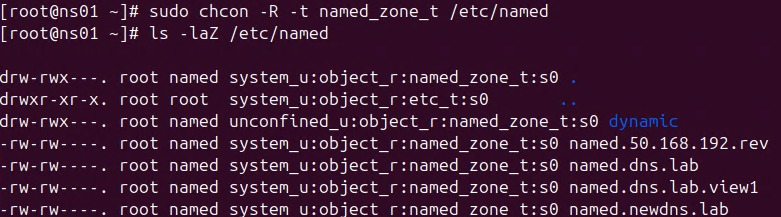 [root@ns01 ~]# sudo chcon -R -t named_zone_t /etc/named
[root@ns01 ~]# ls -laZ /etc/named
drw-rwx---. root named system_u:object_r:named_zone_t:s0 .
drwxr-xr-x. root root  system_u:object_r:etc_t:s0       ..
drw-rwx---. root named unconfined_u:object_r:named_zone_t:s0 dynamic
-rw-rw----. root named system_u:object_r:named_zone_t:s0 named.50.168.192.rev
-rw-rw----. root named system_u:object_r:named_zone_t:s0 named.dns.lab
-rw-rw----. root named system_u:object_r:named_zone_t:s0 named.dns.lab.view1
-rw-rw----. root named system_u:object_r:named_zone_t:s0 named.newdns.lab